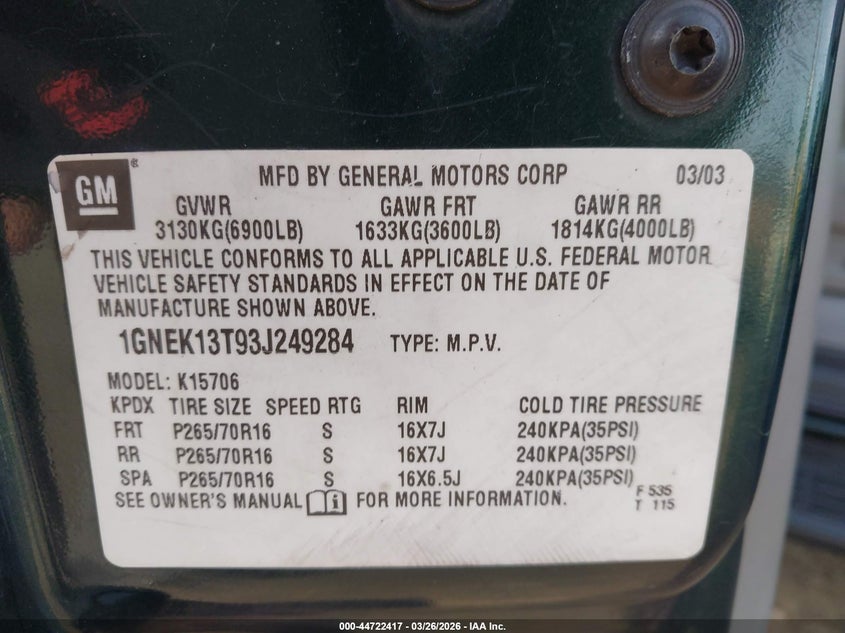 GM
MFD BY GENERAL MOTORS CORP 03/03
GVWR GAWR FRT GAWR RR
3130KG(6900LB) 1633KG(3600LB) 1814KG(4000LB)
THIS VEHICLE CONFORMS TO ALL APPLICABLE U.S. FEDERAL MOTOR
VEHICLE SAFETY STANDARDS IN EFFECT ON THE DATE OF
MANUFACTURE SHOWN ABOVE.
1GNEK13T93J249284 TYPE: M.P.V.
MODEL: K15706
KPDX TIRE SIZE SPEED RTG RIM COLD TIRE PRESSURE
FRT P265/70R16 S 16X7J 240KPA(35PSI)
RR P265/70R16 S 16X7J 240KPA(35PSI)
SPA P265/70R16 S 16X6.5J 240KPA(35PSI)
SEE OWNER'S MANUAL i FOR MORE INFORMATION.
F 535
T 115
000-44722417 - 03/26/2026 - IAA Inc.